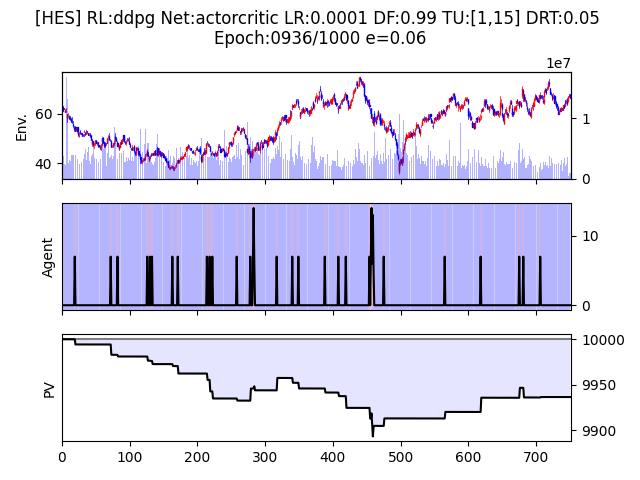 [HES] RL:ddpg Net:actorcritic LR:0.0001 DF:0.99 TU:[1,15] DRT:0.05
Epoch:0936/1000 e=0.06
1e7
Env.
60
40
1
0
Agent
10
0
PV
10000
9950
9900
0 100 200 300 400 500 600 700